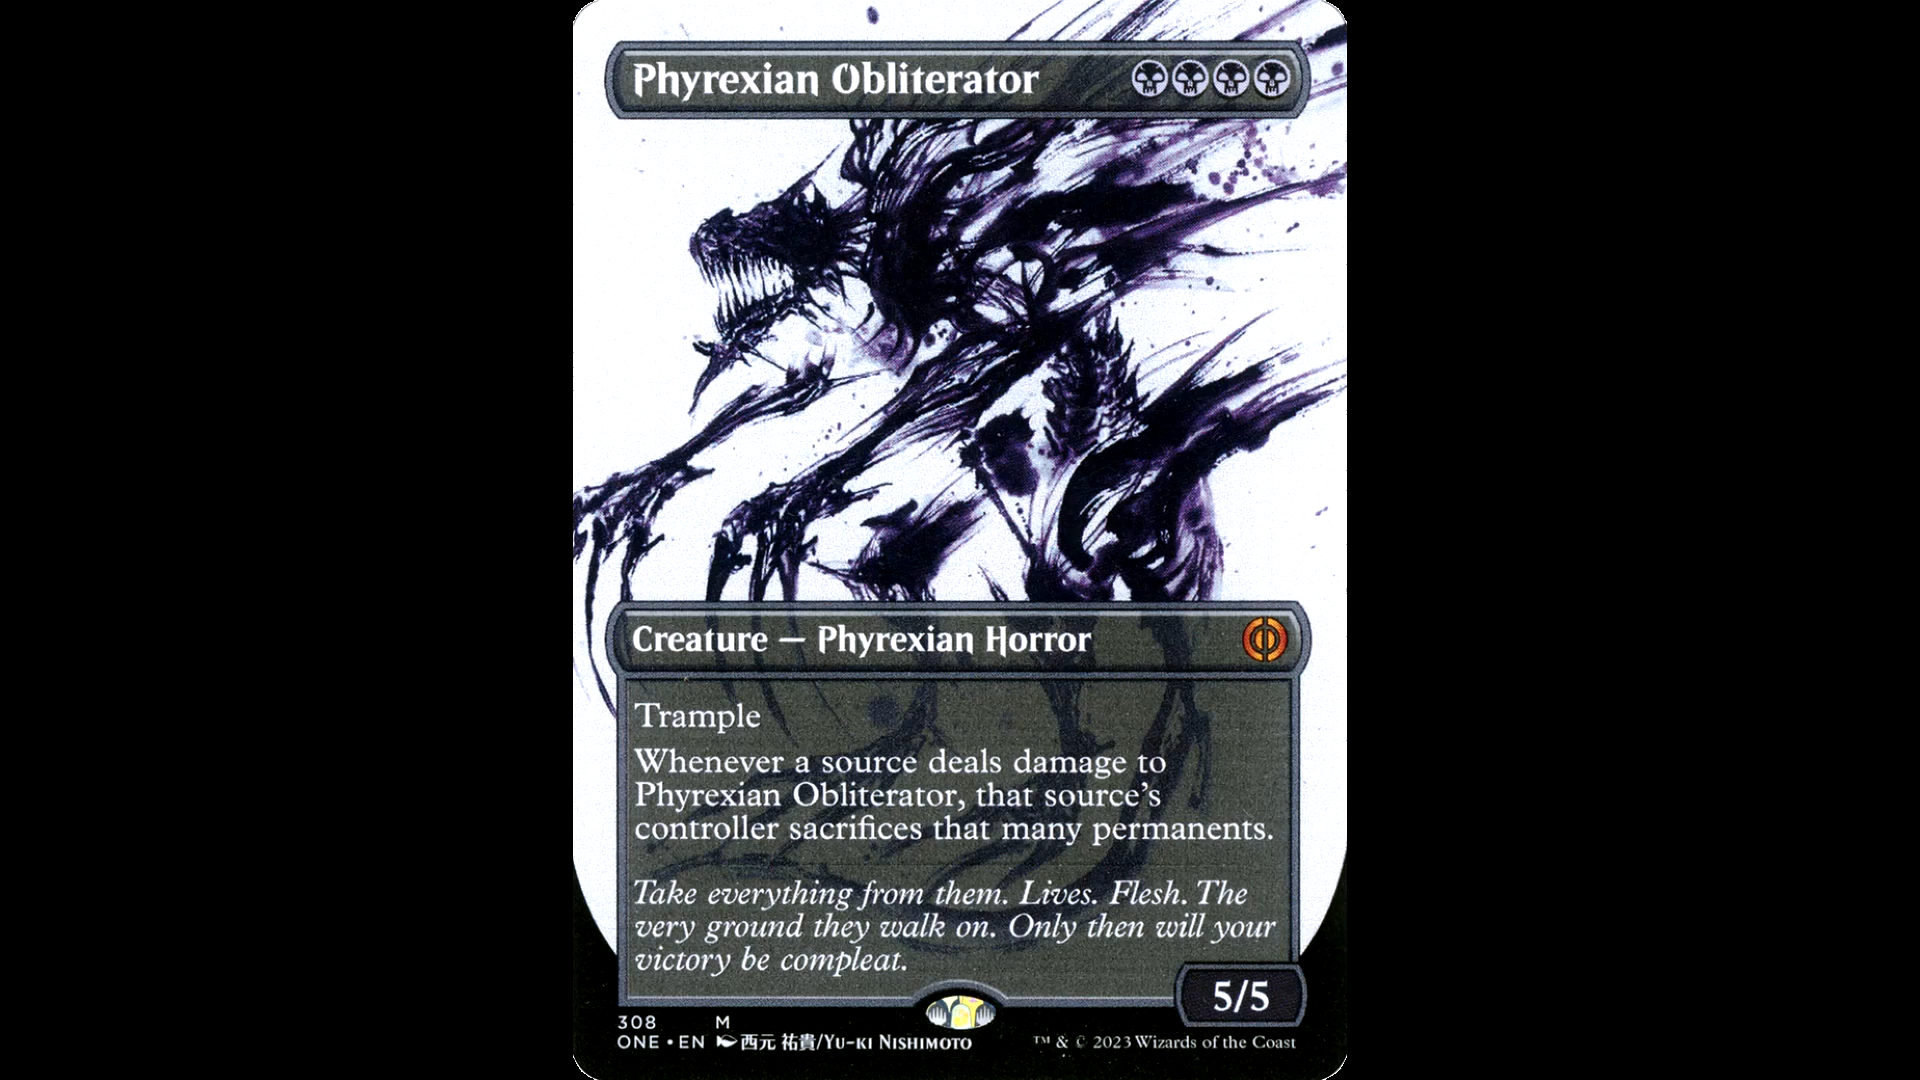 Phyrexian Obliterator
Creature — Phyrexian Horror
Trample
Whenever a source deals damage to
Phyrexian Obliterator, that source's
controller sacrifices that many permanents.
Take everything from them. Lives. Flesh. The
very ground they walk on. Only then will your
victory be compleat.
5/5
308 M
ONE • EN 西元 祐貴/Yu-ki Nishimoto
™ & © 2023 Wizards of the Coast